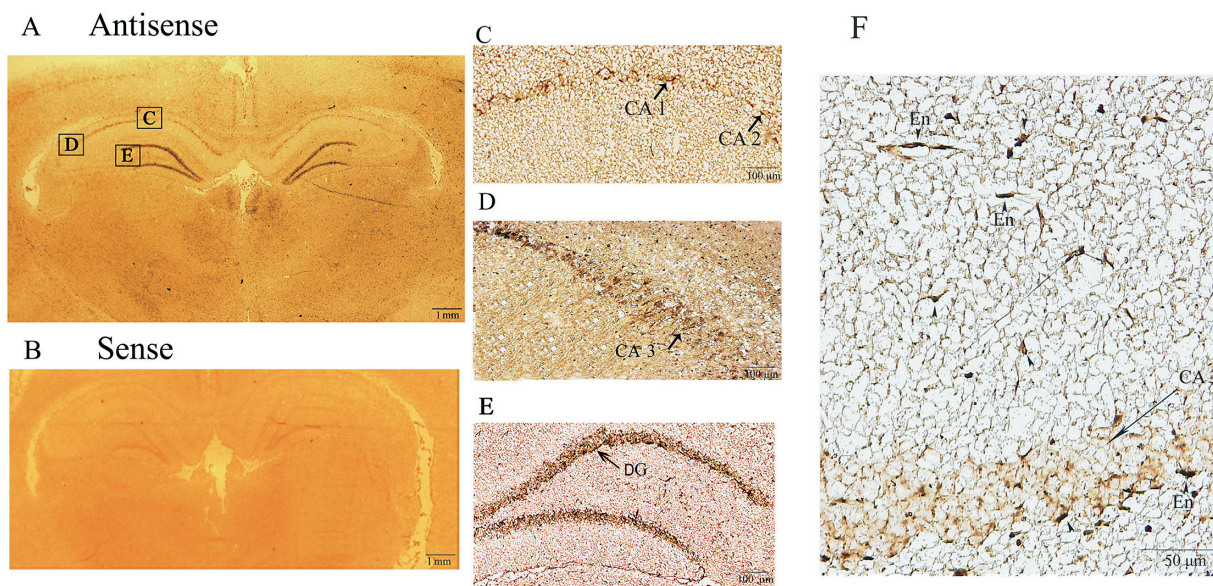 A Antisense
C
D
E
1 mm
B Sense
1 mm
C
CA 1
CA 2
100 µm
D
CA 3
100 µm
E
DG
100 µm
F
En
En
CA
En
50 µm